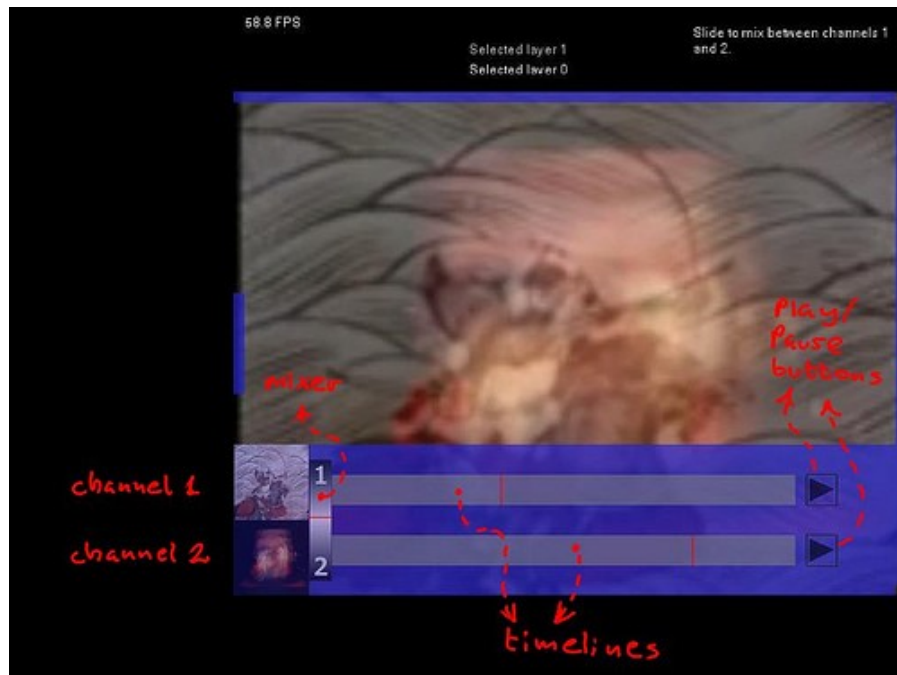 58.8 FPS
Slide to mix between channels 1
and 2.
Selected layer 1
Selected layer 0
Play/
Pause
buttons
mixer
channel 1
1
channel 2
2
timelines